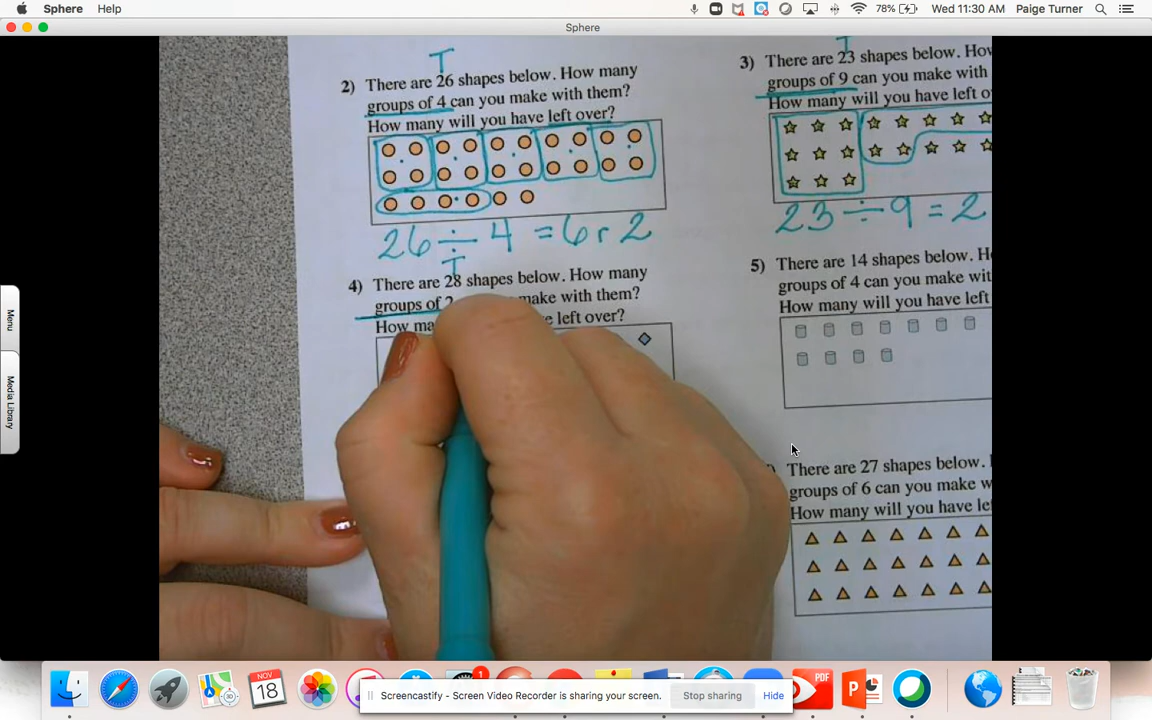 Sphere Help
78% Wed 11:30 AM Paige Turner
Sphere
Menu
Media Library
T
2) There are 26 shapes below. How many
groups of 4 can you make with them?
How many will you have left over?
26 ÷ 4 = 6 r 2
T
3) There are 23 shapes below. How
groups of 9 can you make with
How many will you have left
23 ÷ 9 = 2
T
4) There are 28 shapes below. How many
groups of make with them?
left over?
5) There are 14 shapes below.
groups of 4 can you make
How many will you have left
There are 27 shapes below.
groups of 6 can you make
How many will you have
NOV
18
1
PDF
Screencastify - Screen Video Recorder is sharing your screen.
Stop sharing
Hide